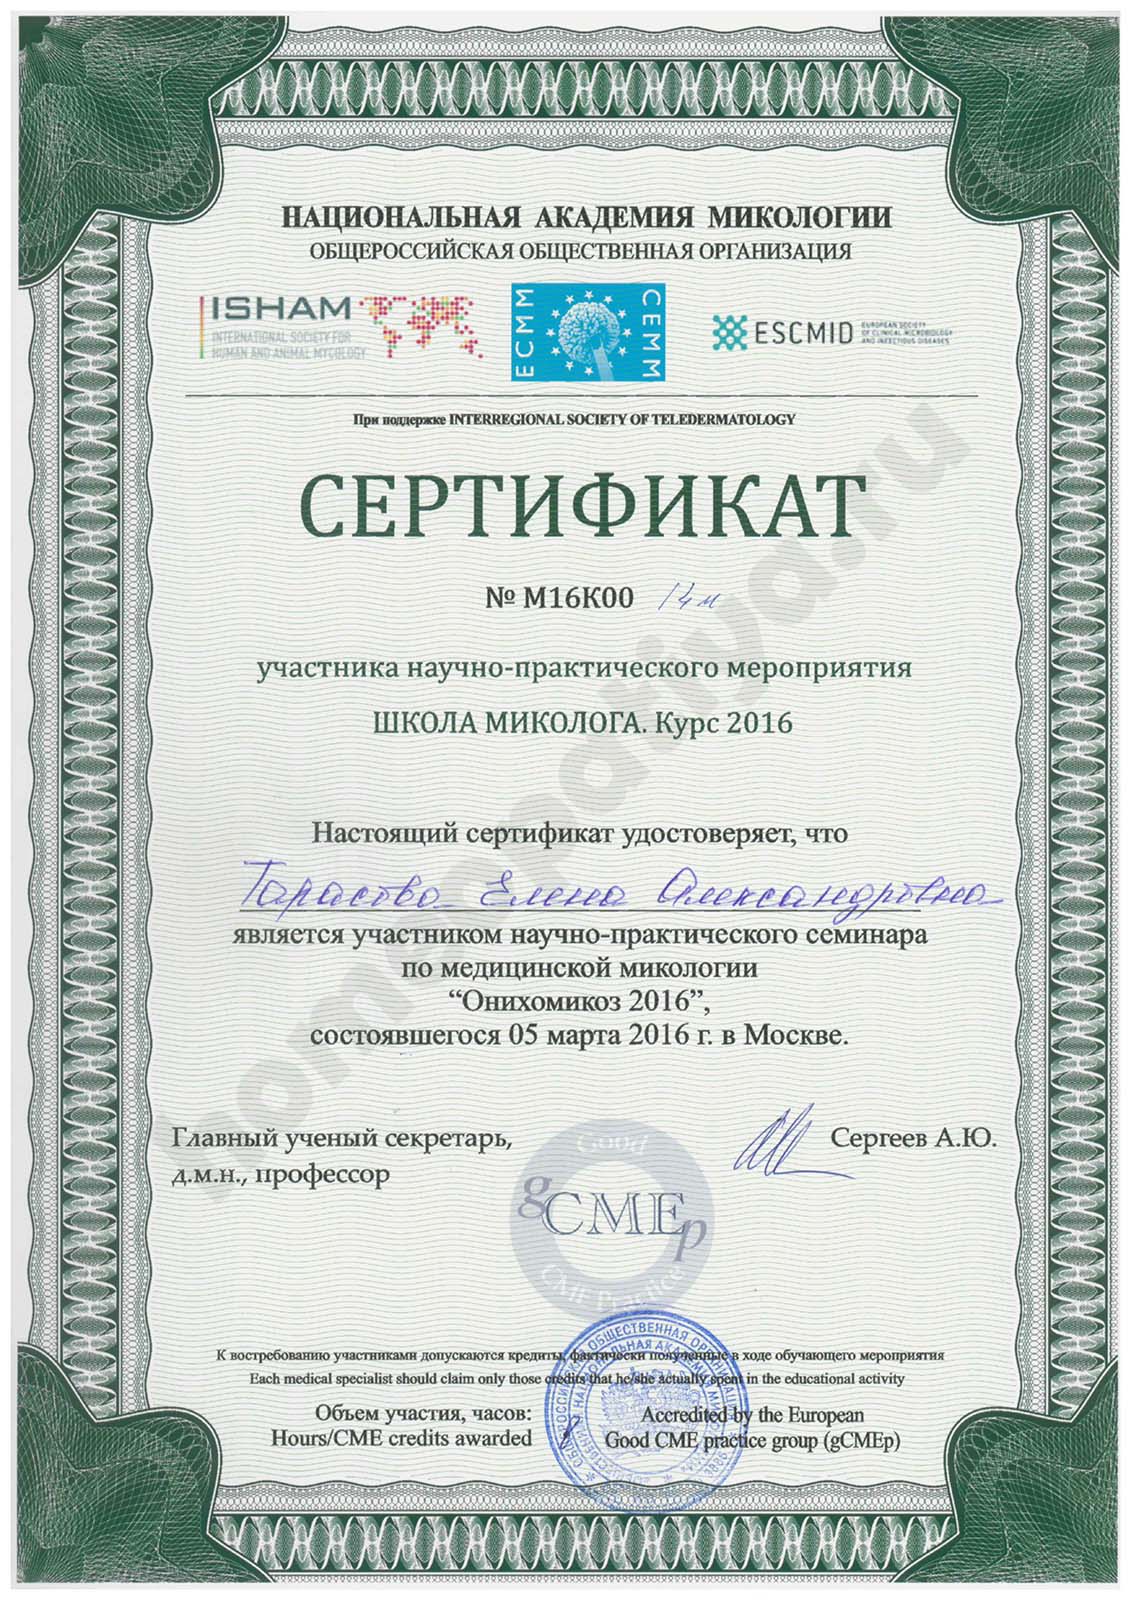 НАЦИОНАЛЬНАЯ АКАДЕМИЯ МИКОЛОГИИ
ОБЩЕРОССИЙСКАЯ ОБЩЕСТВЕННАЯ ОРГАНИЗАЦИЯ
ISHAM
INTERNATIONAL SOCIETY FOR
HUMAN AND ANIMAL MYCOLOGY
ECMM
CEMM
ESCMID
EUROPEAN SOCIETY
OF CLINICAL MICROBIOLOGY
AND INFECTIOUS DISEASES
При поддержке INTERREGIONAL SOCIETY OF TELEDERMATOLOGY
СЕРТИФИКАТ
№ М16К00 14м
участника научно-практического мероприятия
ШКОЛА МИКОЛОГА. Курс 2016
Настоящий сертификат удостоверяет, что
Тарасова Елена Александровна
является участником научно-практического семинара
по медицинской микологии
“Онихомикоз 2016”,
состоявшегося 05 марта 2016 г. в Москве.
Главный ученый секретарь,
д.м.н., профессор
Сергеев А.Ю.
Good
gCMEp
CME Practice
К востребованию участниками допускаются кредиты, фактически полученные в ходе обучающего мероприятия
Each medical specialist should claim only those credits that he/she actually spent in the educational activity
Объем участия, часов:
Hours/CME credits awarded
Accredited by the European
Good CME practice group (gCMEp)
homeopatiya.ru